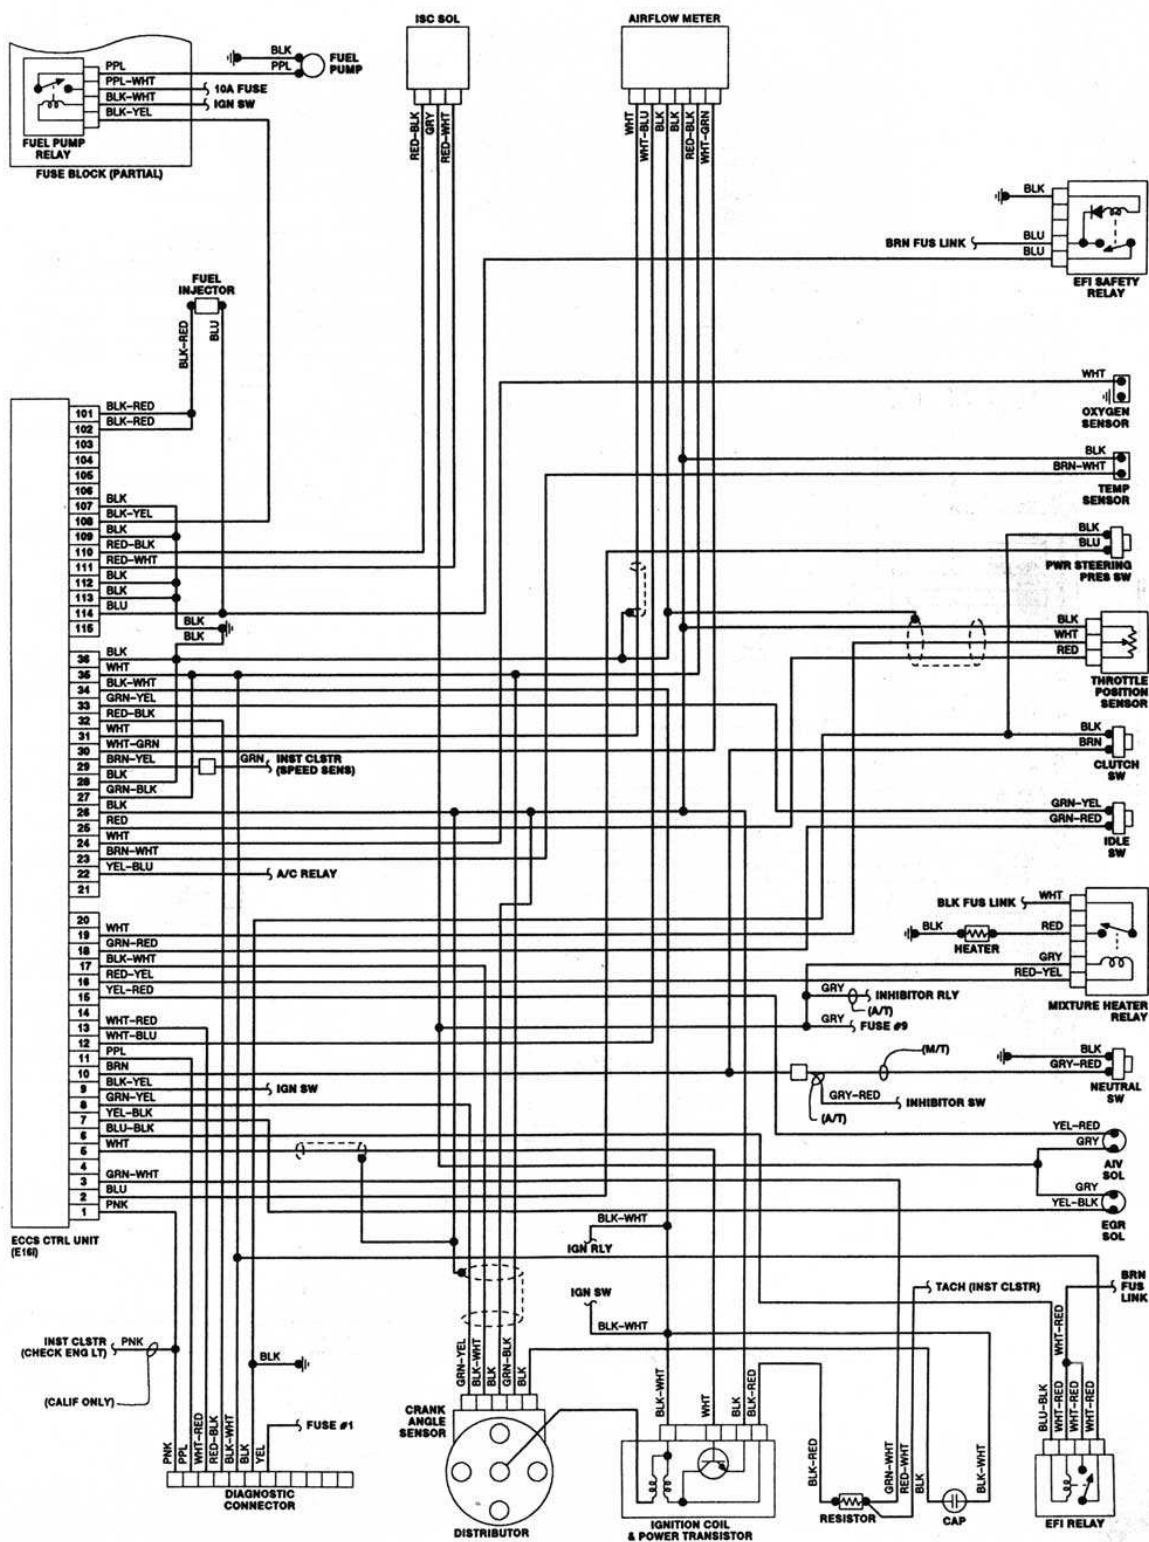 ISC SOL
AIRFLOW METER
BLK
PPL
FUEL
PUMP
PPL
PPL-WHT
BLK-WHT
BLK-YEL
10A FUSE
IGN SW
FUEL PUMP
RELAY
FUSE BLOCK (PARTIAL)
RED-BLK
GRY
RED-WHT
WHT
WHT-BLU
BLK
BLK
RED-BLK
WHT-GRN
BLK
BRN FUS LINK
BLU
BLU
EFI SAFETY
RELAY
FUEL
INJECTOR
BLK-RED
BLU
WHT
OXYGEN
SENSOR
BLK
BRN-WHT
TEMP
SENSOR
BLK
BLU
PWR STEERING
PRES SW
BLK
WHT
RED
THROTTLE
POSITION
SENSOR
BLK
BRN
CLUTCH
SW
GRN-YEL
GRN-RED
IDLE
SW
101 BLK-RED
102 BLK-RED
103
104
105
106
107 BLK
108 BLK-YEL
109 BLK
110 RED-BLK
111 RED-WHT
112 BLK
113 BLK
114 BLU
115
BLK
BLK
36 BLK
35 WHT
34 BLK-WHT
33 GRN-YEL
32 RED-BLK
31 WHT
30 WHT-GRN
29 BRN-YEL
28 BLK
27 GRN-BLK
26 BLK
25 RED
24 WHT
23 BRN-WHT
22 YEL-BLU
21
GRN
INST CLSTR
(SPEED SENS)
A/C RELAY
20
19 WHT
18 GRN-RED
17 BLK-WHT
16 RED-YEL
15 YEL-RED
14
13 WHT-RED
12 WHT-BLU
11 PPL
10 BRN
9 BLK-YEL
8 GRN-YEL
7 YEL-BLK
6 BLU-BLK
5 WHT
4
3 GRN-WHT
2 BLU
1 PNK
IGN SW
ECCS CTRL UNIT
(E16I)
BLK FUS LINK
WHT
BLK
HEATER
RED
GRY
RED-YEL
MIXTURE HEATER
RELAY
GRY
INHIBITOR RLY
(A/T)
GRY
FUSE #9
(M/T)
BLK
GRY-RED
NEUTRAL
SW
GRY-RED
INHIBITOR SW
(A/T)
YEL-RED
GRY
AIV
SOL
GRY
YEL-BLK
EGR
SOL
BLK-WHT
IGN RLY
IGN SW
BLK-WHT
TACH (INST CLSTR)
BRN
FUS
LINK
WHT-RED
INST CLSTR
(CHECK ENG LT)
PNK
(CALIF ONLY)
BLK
FUSE #1
PNK
PPL
WHT-RED
RED-BLK
BLK-WHT
BLK
YEL
DIAGNOSTIC
CONNECTOR
GRN-YEL
BLK-WHT
BLK
GRN-BLK
BLK
CRANK
ANGLE
SENSOR
DISTRIBUTOR
BLK-WHT
WHT
BLK
BLK-RED
IGNITION COIL
& POWER TRANSISTOR
BLK-RED
RESISTOR
GRN-WHT
RED-WHT
BLK
CAP
BLK-WHT
BLU-BLK
WHT-RED
WHT-RED
WHT-RED
EFI RELAY